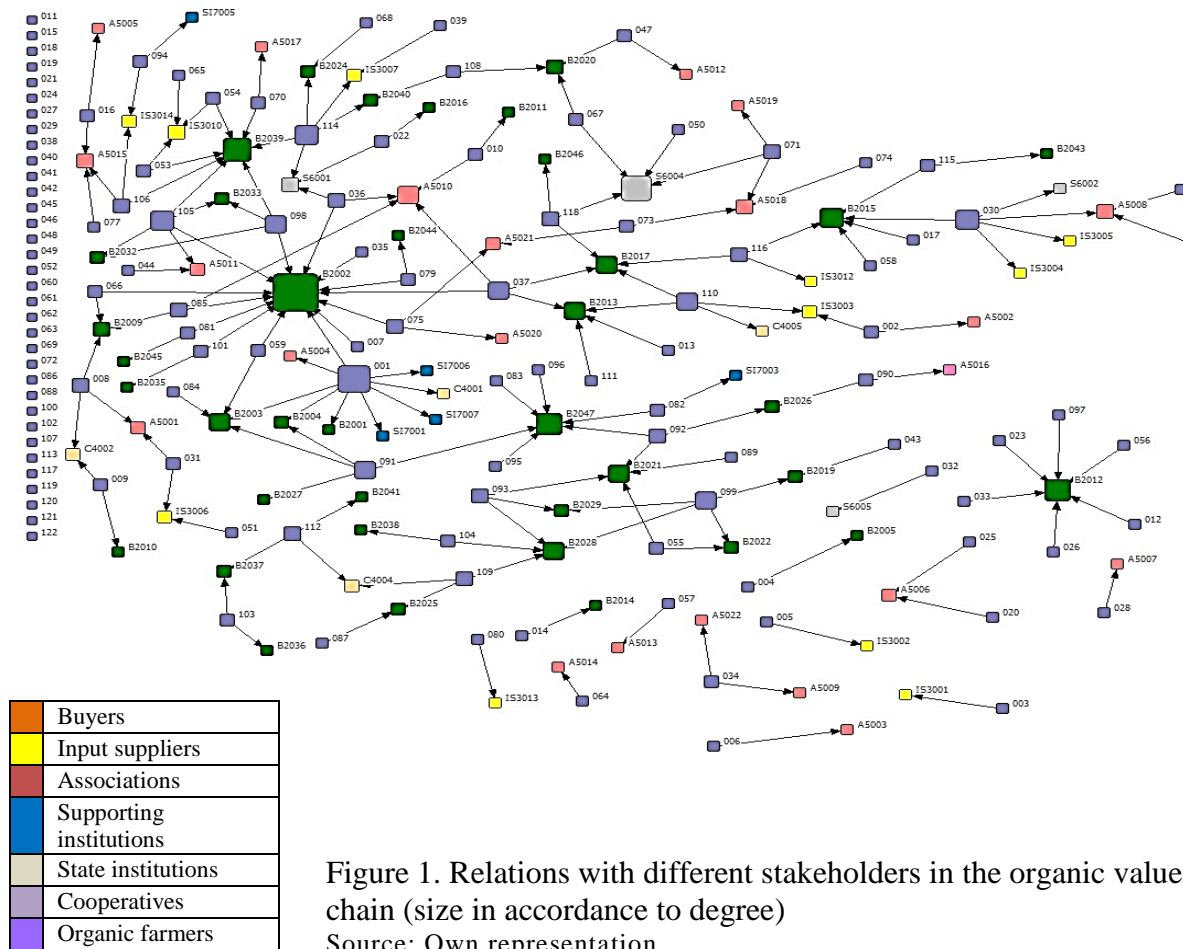 011
015
018
019
021
024
027
029
038
040
041
042
045
046
048
049
052
060
061
062
063
069
072
086
088
100
102
107
113
117
119
120
121
122
A5005
SI7005
068
039
047
094
A5017
B2024
IS3007
108
B2020
A5012
065
054
070
B2040
B2016
B2011
016
IS3014
IS3010
114
022
067
050
A5019
B2039
A5015
053
S6001
010
B2046
071
074
115
B2043
106
B2033
036
A5010
S6004
A5018
S6002
077
105
098
118
073
B2015
030
A5008
B2032
035
B2044
A5021
017
IS3005
044
A5011
B2002
079
B2017
116
058
IS3004
066
037
IS3012
085
B2013
110
IS3003
B2009
081
075
C4005
002
A5002
B2045
101
059
007
A5020
013
008
B2035
A5004
001
SI7006
096
111
SI7003
090
A5016
084
083
C4001
082
B2026
B2003
B2004
B2001
SI7007
SI7001
B2047
092
097
A5001
043
023
056
C4002
031
091
095
B2021
089
B2019
032
B2012
009
B2027
B2041
093
B2029
099
033
IS3006
S6005
012
051
112
B2038
104
B2028
055
B2022
B2005
025
026
B2010
B2037
C4004
109
004
A5006
A5007
B2025
B2014
057
A5022
005
020
028
103
087
014
A5013
IS3002
B2036
080
A5014
034
IS3013
064
A5009
IS3001
003
006
A5003
Buyers
Input suppliers
Associations
Supporting
institutions
State institutions
Cooperatives
Organic farmers
Figure 1. Relations with different stakeholders in the organic value
chain (size in accordance to degree)
Source: Own representation